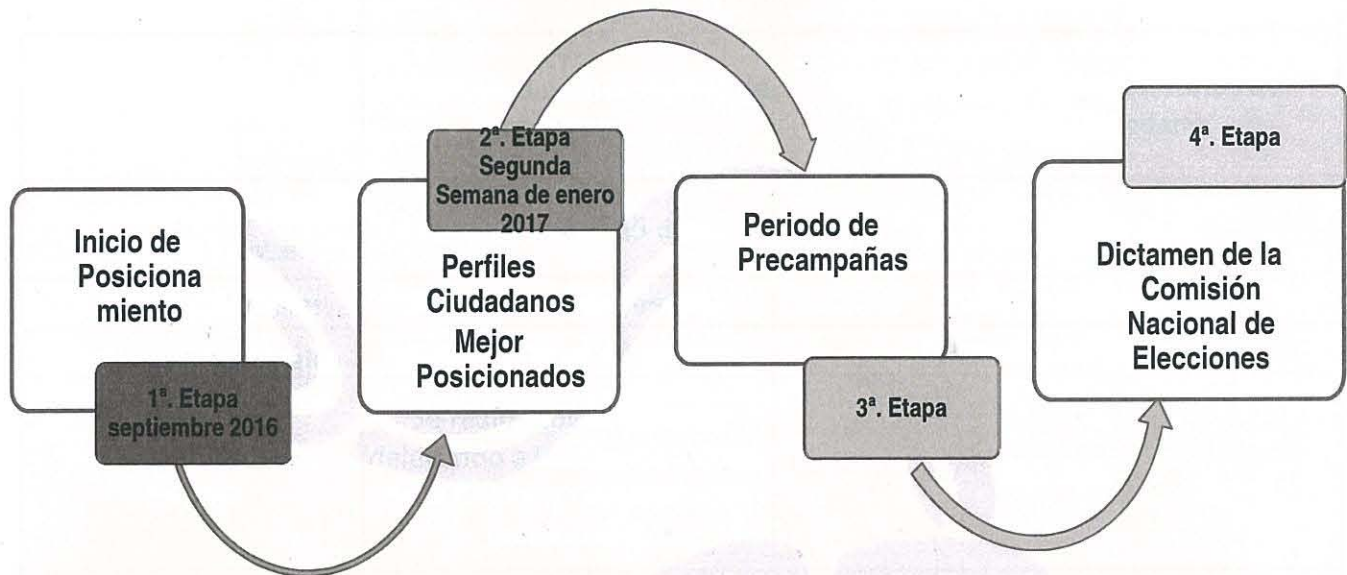 Inicio de
Posiciona
miento
1ª. Etapa
septiembre 2016
2ª. Etapa
Segunda
Semana de enero
2017
Perfiles
Ciudadanos
Mejor
Posicionados
Periodo de
Precampañas
3ª. Etapa
4ª. Etapa
Dictamen de la
Comisión
Nacional de
Elecciones